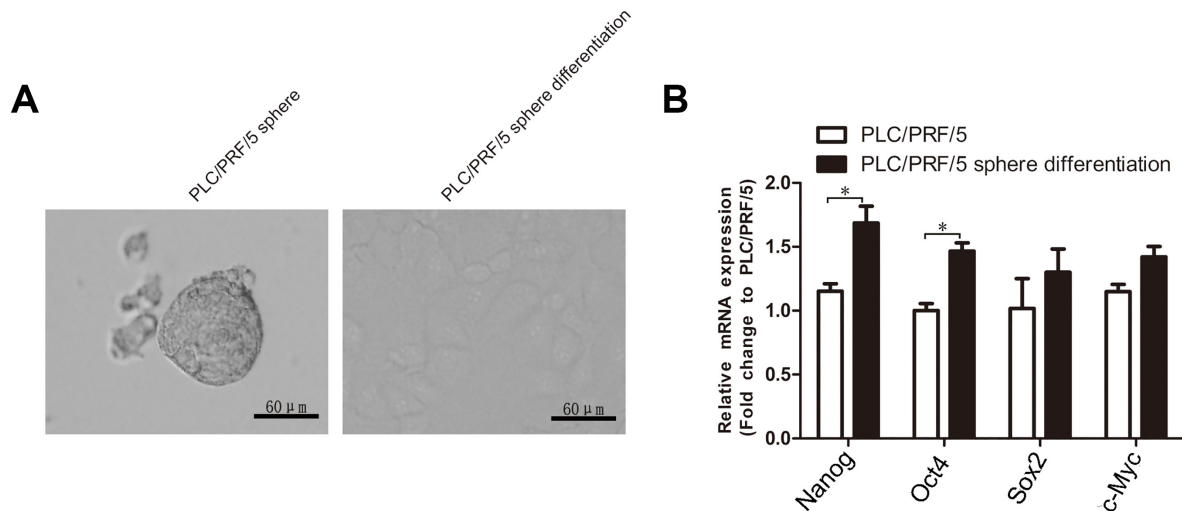 A
PLC/PRF/5 sphere
PLC/PRF/5 sphere differentiation
60 μm
60 μm
B
PLC/PRF/5
PLC/PRF/5 sphere differentiation
Relative mRNA expression
(Fold change to PLC/PRF/5)
2.0
1.5
1.0
0.5
0.0
*
*
Nanog
Oct4
Sox2
c-Myc